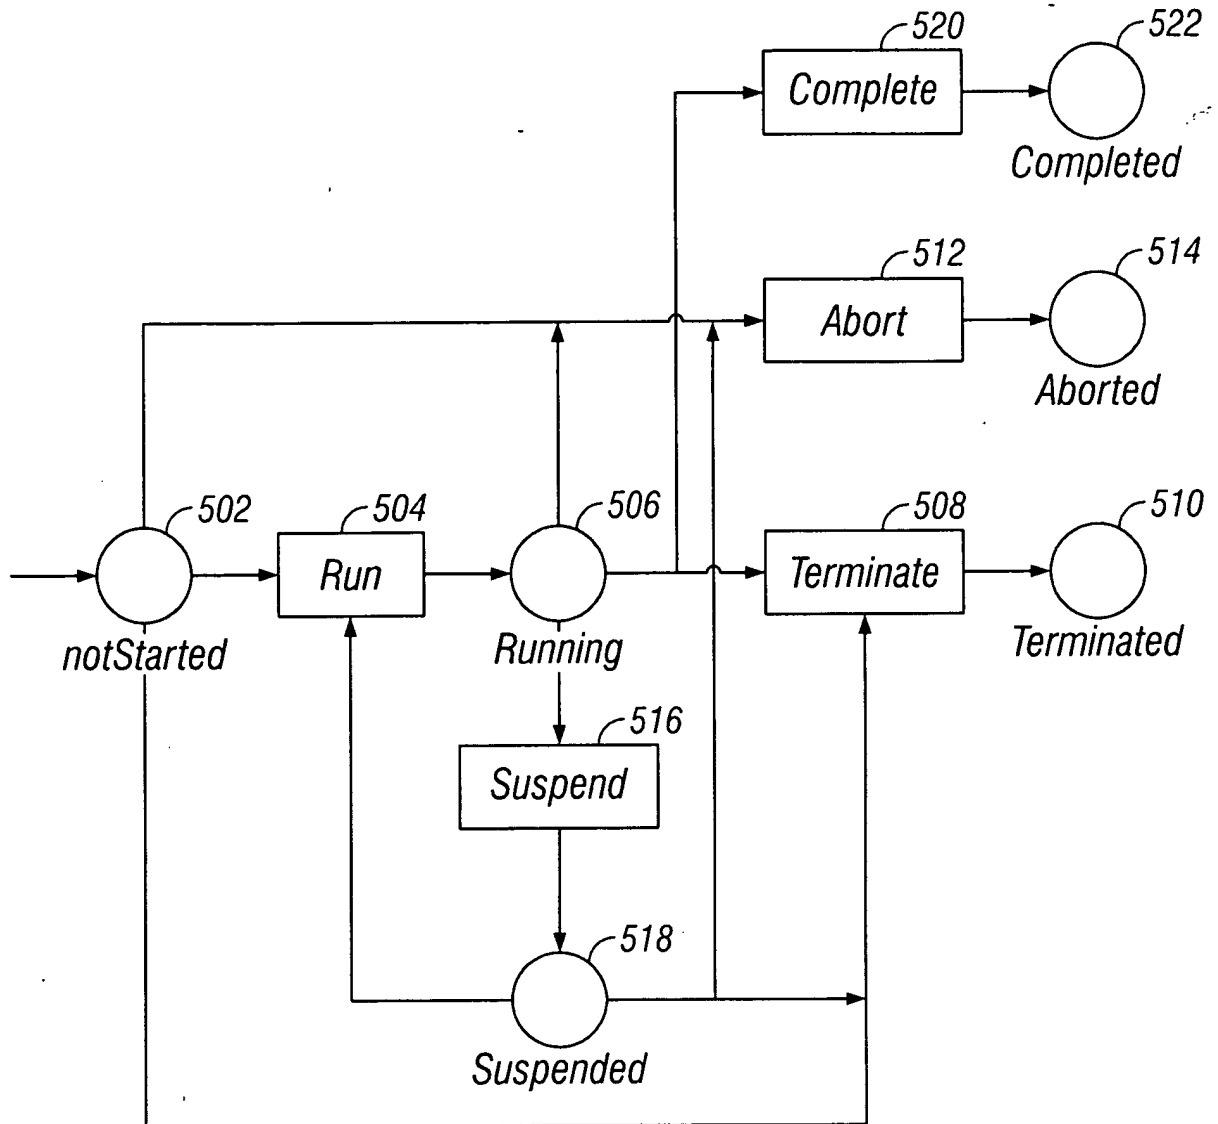 520
522
Complete
Completed
512
514
Abort
Aborted
502
504
506
508
510
Run
Terminate
notStarted
Running
Terminated
516
Suspend
518
Suspended